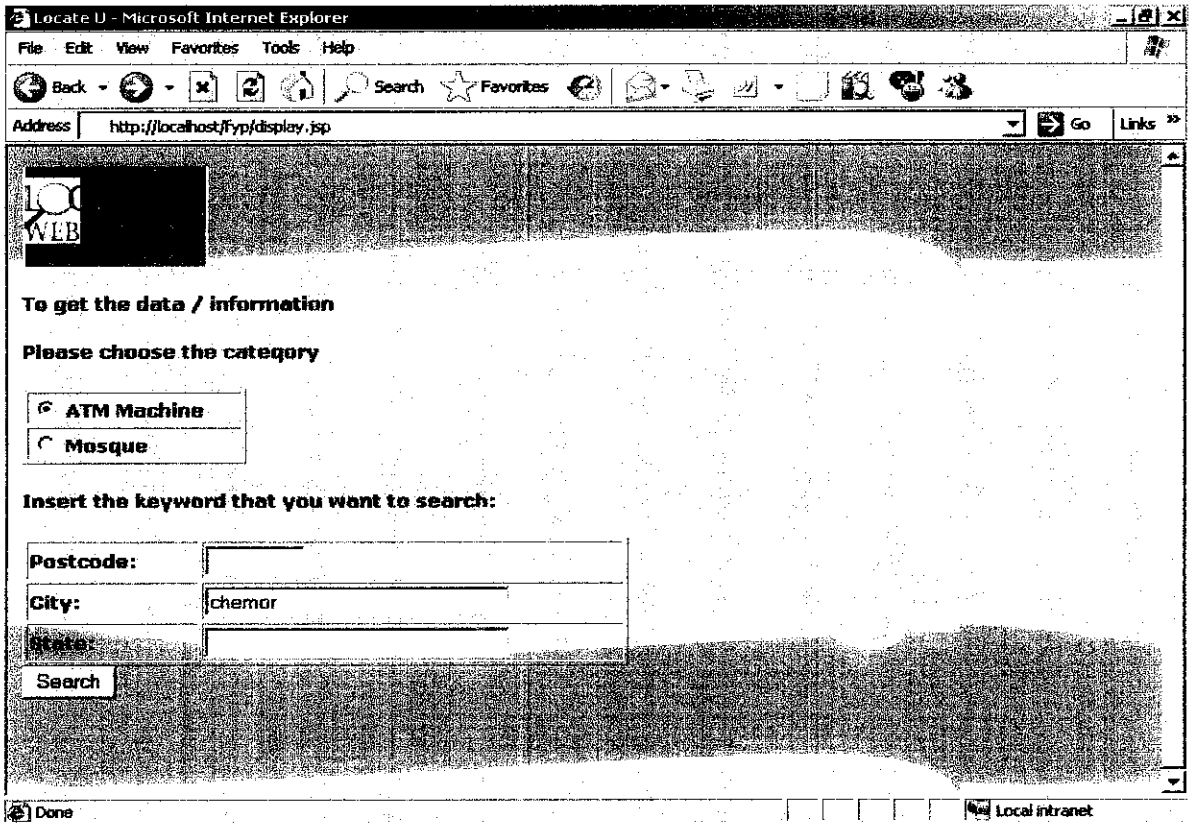 Locate U - Microsoft Internet Explorer
File Edit View Favorites Tools Help
Back Search Favorites
Address http://localhost/fyp/display.jsp Go Links »
LOC
WEB
To get the data / information
Please choose the category
ATM Machine
Mosque
Insert the keyword that you want to search:
Postcode:
City: chemor
State:
Search
Done Local intranet